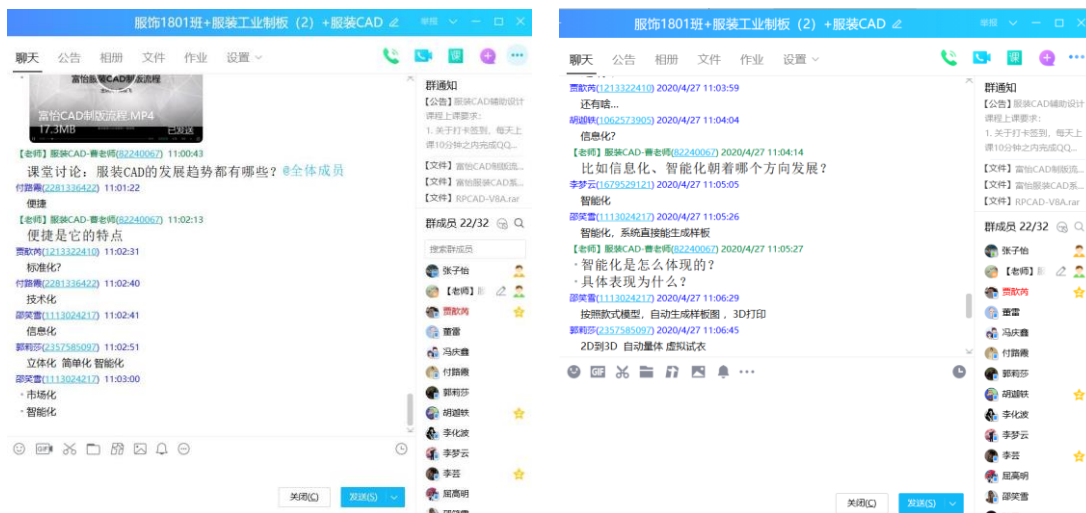 服饰1801班+服装工业制板（2）+服装CAD
举报
聊天 公告 相册 文件 作业 设置
富怡服装CAD制版流程
富怡CAD制版流程.MP4
17.3MB 已发送
【老师】服装CAD-曹老师(82240067) 11:00:43
课堂讨论：服装CAD的发展趋势都有哪些？@全体成员
付路霞(2281336422) 11:01:22
便捷
【老师】服装CAD-曹老师(82240067) 11:02:13
便捷是它的特点
贾歆芮(1213322410) 11:02:31
标准化？
付路霞(2281336422) 11:02:40
技术化
邵笑雪(1113024217) 11:02:41
信息化
郭莉莎(2357585097) 11:02:51
立体化 简单化 智能化
邵笑雪(1113024217) 11:03:00
·市场化
·智能化
关闭(C) 发送(S)
群通知
【公告】服装CAD辅助设计
课程上课要求：
1. 关于打卡签到，每天上
课10分钟之内完成QQ...
【文件】富怡CAD制版流...
【文件】富怡服装CAD系...
【文件】RPCAD-V8A.rar
群成员 22/32
搜索群成员
张子怡
【老师】
贾歆芮
董雷
冯庆鑫
付路霞
郭莉莎
胡迦铁
李化波
李梦云
李芸
屈高明
服饰1801班+服装工业制板（2）+服装CAD
举报
聊天 公告 相册 文件 作业 设置
贾歆芮(1213322410) 2020/4/27 11:03:59
还有啥...
胡迦铁(1062573905) 2020/4/27 11:04:04
信息化?
【老师】服装CAD-曹老师(82240067) 2020/4/27 11:04:14
比如信息化、智能化朝着哪个方向发展？
李梦云(1679529121) 2020/4/27 11:05:05
智能化
邵笑雪(1113024217) 2020/4/27 11:05:26
智能化，系统直接能生成样板
【老师】服装CAD-曹老师(82240067) 2020/4/27 11:05:27
·智能化是怎么体现的？
·具体表现为什么？
邵笑雪(1113024217) 2020/4/27 11:06:29
按照款式模型，自动生成样板图，3D打印
郭莉莎(2357585097) 2020/4/27 11:06:45
2D到3D 自动量体 虚拟试衣
关闭(C) 发送(S)
群通知
【公告】服装CAD辅助设计
课程上课要求：
1. 关于打卡签到，每天上
课10分钟之内完成QQ...
【文件】富怡CAD制版流...
【文件】富怡服装CAD系...
【文件】RPCAD-V8A.rar
群成员 22/32
张子怡
【老师】
贾歆芮
董雷
冯庆鑫
付路霞
郭莉莎
胡迦铁
李化波
李梦云
李芸
屈高明
邵笑雪